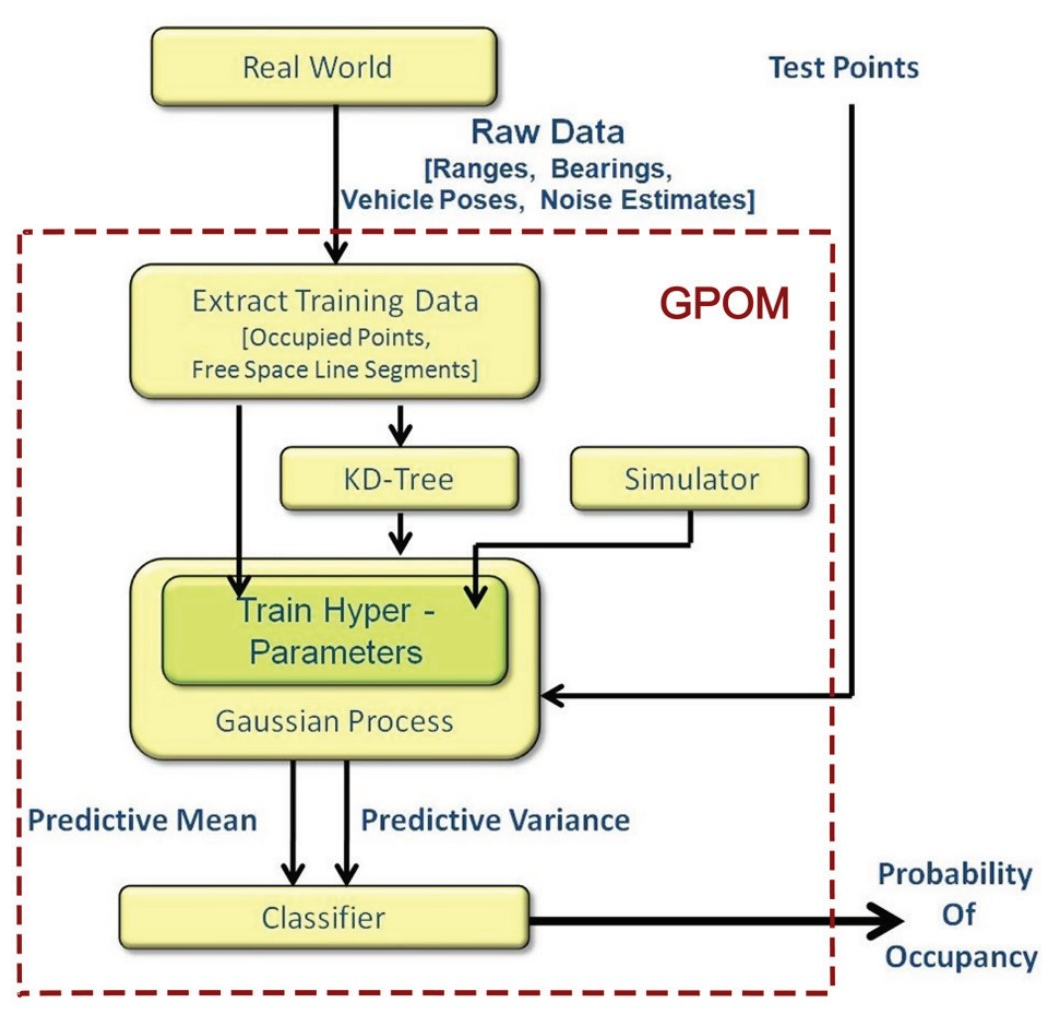 Real World
Test Points
Raw Data
[Ranges, Bearings,
Vehicle Poses, Noise Estimates]
GPOM
Extract Training Data
[Occupied Points,
Free Space Line Segments]
KD-Tree
Simulator
Train Hyper -
Parameters
Gaussian Process
Predictive Mean
Predictive Variance
Classifier
Probability
Of
Occupancy